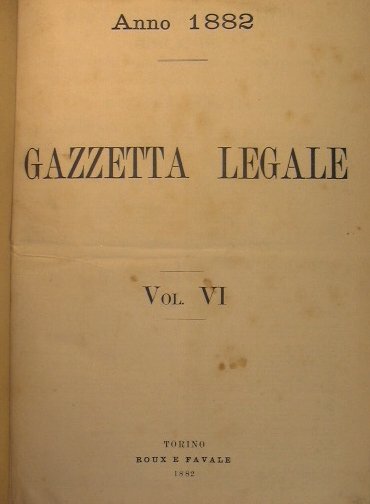 Anno 1882
GAZZETTA LEGALE
VOL. VI
TORINO
ROUX E FAVALE
1882